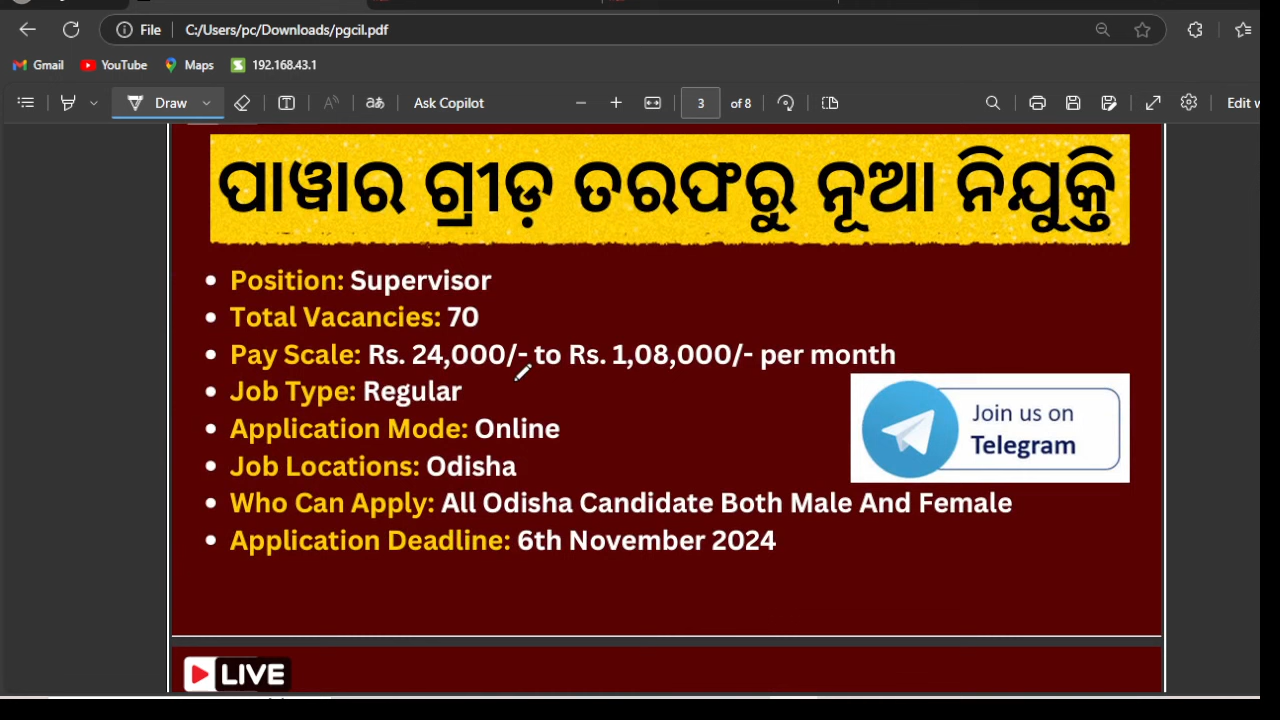 File C:/Users/pc/Downloads/pgcil.pdf
Gmail YouTube Maps 192.168.43.1
Draw Ask Copilot 3 of 8 Edit
ପାୱାର ଗ୍ରୀଡ଼ ତରଫରୁ ନୂଆ ନିଯୁକ୍ତି
• Position: Supervisor
• Total Vacancies: 70
• Pay Scale: Rs. 24,000/- to Rs. 1,08,000/- per month
• Job Type: Regular
• Application Mode: Online
• Job Locations: Odisha
• Who Can Apply: All Odisha Candidate Both Male And Female
• Application Deadline: 6th November 2024
Join us on
Telegram
LIVE